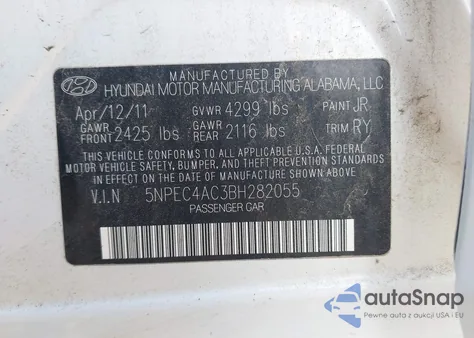 MANUFACTURED BY
HYUNDAI MOTOR MANUFACTURING ALABAMA, LLC
Apr/12/11 GVWR 4299 lbs PAINT JR
GAWR FRONT 2425 lbs GAWR REAR 2116 lbs TRIM RY
THIS VEHICLE CONFORMS TO ALL APPLICABLE U.S. FEDERAL
MOTOR VEHICLE SAFETY, BUMPER, AND THEFT PREVENTION
STANDARDS IN EFFECT ON THE DATE OF MANUFACTURE SHOWN ABOVE.
V.I.N 5NPEC4AC3BH282055
PASSENGER CAR
autoSnap
Pewne auta z aukcji USA i EU